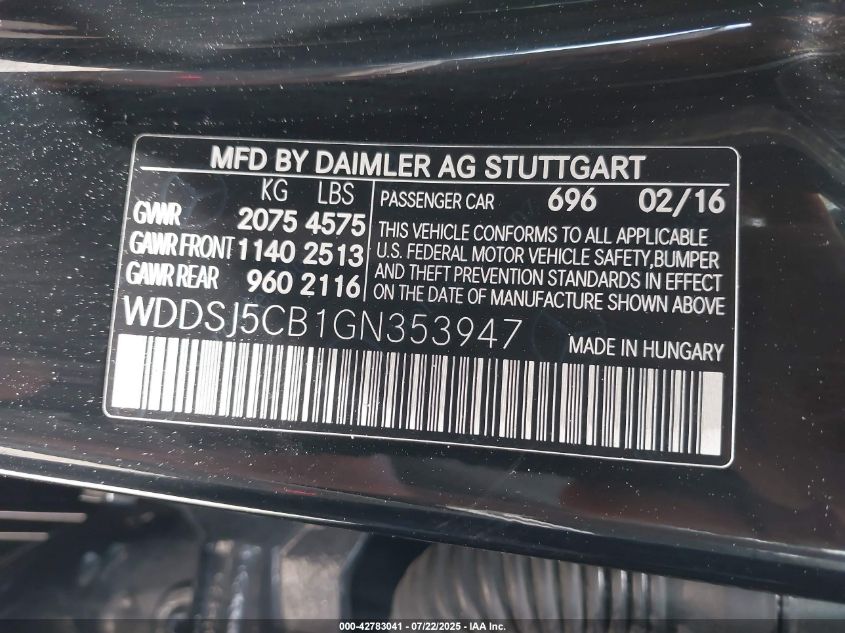 MFD BY DAIMLER AG STUTTGART
KG LBS
GVWR 2075 4575
GAWR FRONT 1140 2513
GAWR REAR 960 2116
PASSENGER CAR 696 02/16
THIS VEHICLE CONFORMS TO ALL APPLICABLE
U.S. FEDERAL MOTOR VEHICLE SAFETY,BUMPER
AND THEFT PREVENTION STANDARDS IN EFFECT
ON THE DATE OF MANUFACTURE SHOWN ABOVE
WDDSJ5CB1GN353947
MADE IN HUNGARY
000-42783041 - 07/22/2025 - IAA Inc.